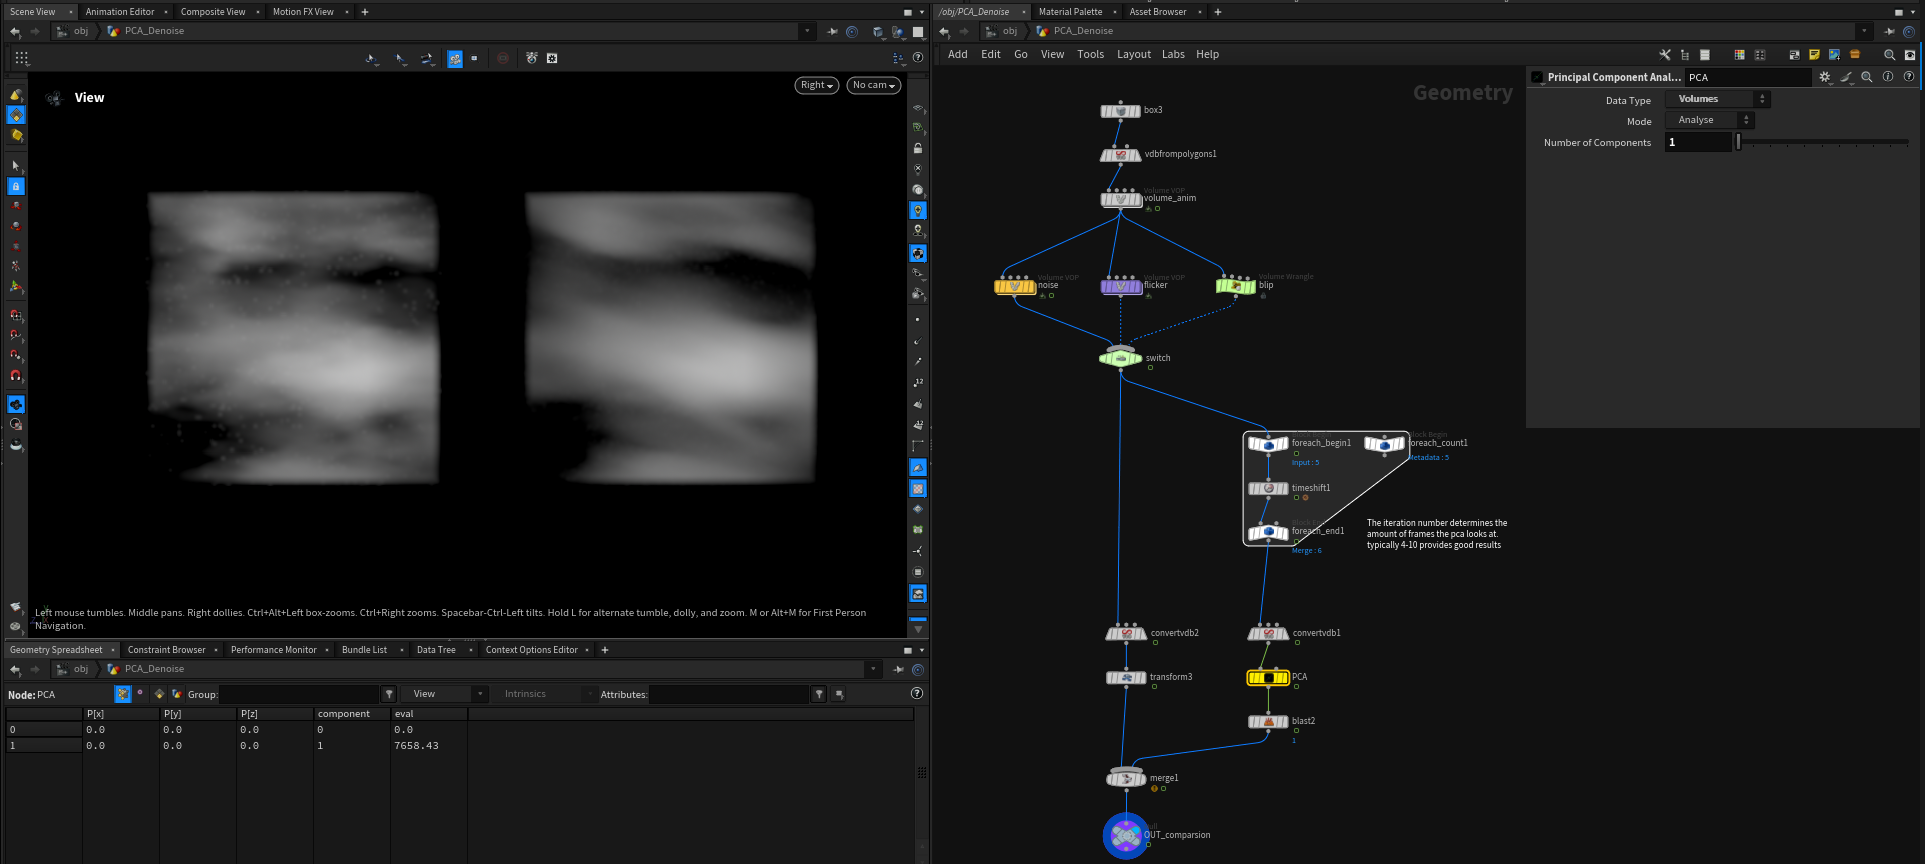 Scene View
Animation Editor
Composite View
Motion FX View
obj
PCA_Denoise
View
Right
No cam
Left mouse tumbles. Middle pans. Right dollies. Ctrl+Alt+Left box-zooms. Ctrl+Right zooms. Spacebar-Ctrl-Left tilts. Hold L for alternate tumble, dolly, and zoom. M or Alt+M for First Person
Navigation.
Geometry Spreadsheet
Constraint Browser
Performance Monitor
Bundle List
Data Tree
Context Options Editor
obj
PCA_Denoise
Node: PCA
Group:
View
Intrinsics
Attributes:
P[x] P[y] P[z] component eval
0 0.0 0.0 0.0 0 0.0
1 0.0 0.0 0.0 1 7658.43
/obj/PCA_Denoise
Material Palette
Asset Browser
obj
PCA_Denoise
Add Edit Go View Tools Layout Labs Help
Geometry
Principal Component Anal...
PCA
Data Type Volumes
Mode Analyse
Number of Components 1
box3
vdbfrompolygons1
Volume VOP
volume_anim
Volume VOP
noise
Volume VOP
flicker
Volume Wrangle
blip
switch
foreach_begin1
Input : 5
Block Begin
foreach_count1
Metadata : 5
timeshift1
foreach_end1
Merge : 6
The iteration number determines the
amount of frames the pca looks at.
typically 4-10 provides good results
convertvdb2
convertvdb1
transform3
PCA
blast2
1
merge1
Null
OUT_comparsion